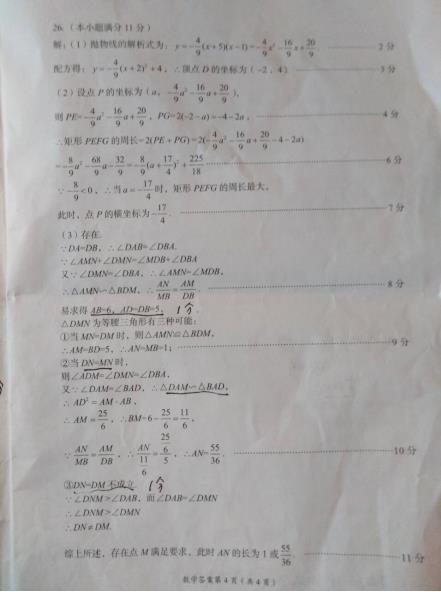 26.（本小题满分11分）
解：（1）抛物线的解析式为：y=-4/9(x+5)(x-1)=-4/9x²-16/9x+20/9. 2分
配方得：y=-4/9(x+2)²+4，∴顶点D的坐标为（-2，4） 3分
（2）设点P的坐标为（a，-4/9a²-16/9a+20/9），
则PE=-4/9a²-16/9a+20/9，PG=2(-2-a)=-4-2a， 4分
∴矩形PEFG的周长=2(PE+PG)=2(-4/9a²-16/9a+20/9-4-2a)
=-8/9a²-68/9a-32/9=-8/9(a+17/4)²+225/18 6分
∵-8/9<0，∴当a=-17/4时，矩形PEFG的周长最大，
此时，点P的横坐标为-17/4. 7分
（3）存在.
∵DA=DB，∴∠DAB=∠DBA.
∵∠AMN+∠DMN=∠MDB+∠DBA
又∵∠DMN=∠DBA，∴∠AMN=∠MDB，
∴△AMN∽△BDM，∴AN/MB=AM/DB. 8分
易求得AB=6，AD=DB=5， 1分
△DMN为等腰三角形有三种可能：
①当MN=DM时，则△AMN≌△BDM，
∴AM=BD=5，∴AN=MB=1； 9分
②当DN=MN时，
则∠ADM=∠DMN=∠DBA，
又∵∠DAM=∠BAD，∴△DAM∽△BAD，
∴AD²=AM·AB，
∴AM=25/6，∴BM=6-25/6=11/6，
∵AN/MB=AM/DB，∴AN/(11/6)=(25/6)/5，∴AN=55/36. 10分
③DN=DM不成立. 1分
∵∠DNM>∠DAB，而∠DAB=∠DMN
∴∠DNM>∠DMN
∴DN≠DM.
综上所述，存在点M满足要求，此时AN的长为1或55/36. 11分
数学答案第4页（共4页）